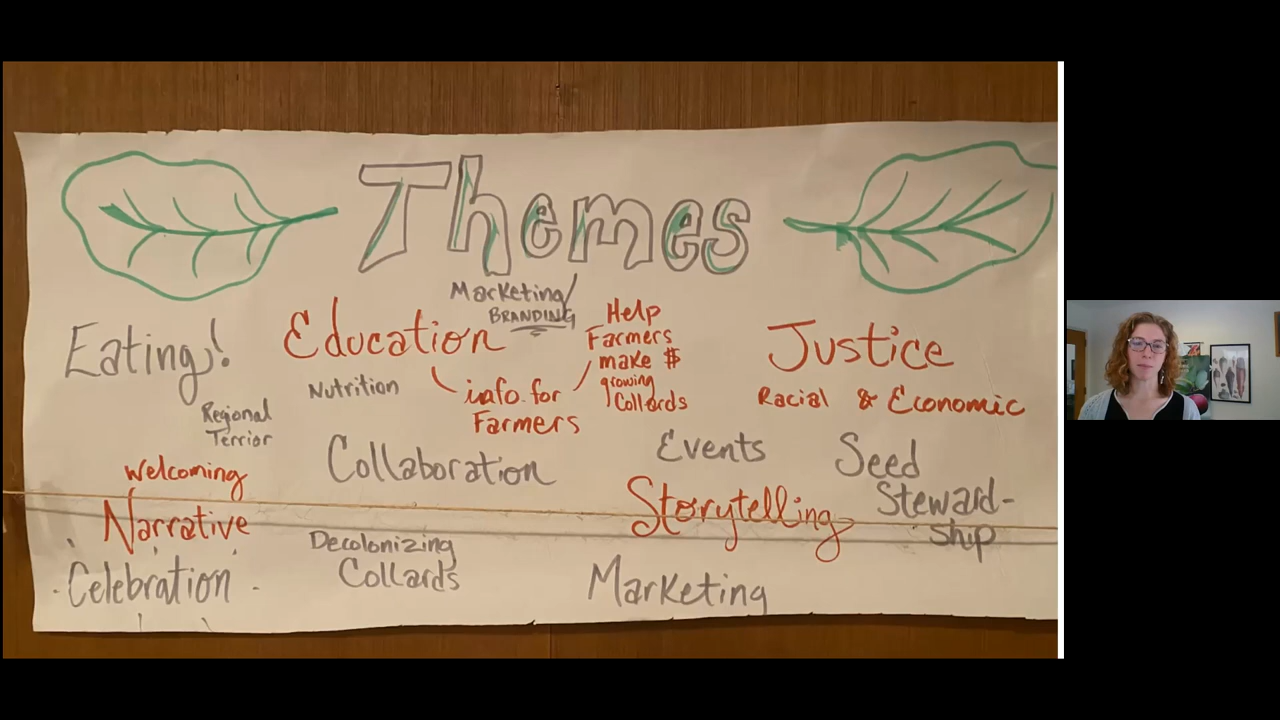 Themes
Marketing/
BRANDING
Eating!
Education
Help
Farmers
make $
growing
Collards
Justice
Nutrition
info for
Farmers
Racial & Economic
Regional
Terrior
Collaboration
Events
Seed
Steward-
ship
Welcoming
Narrative
Storytelling
Decolonizing
Collards
Celebration
Marketing